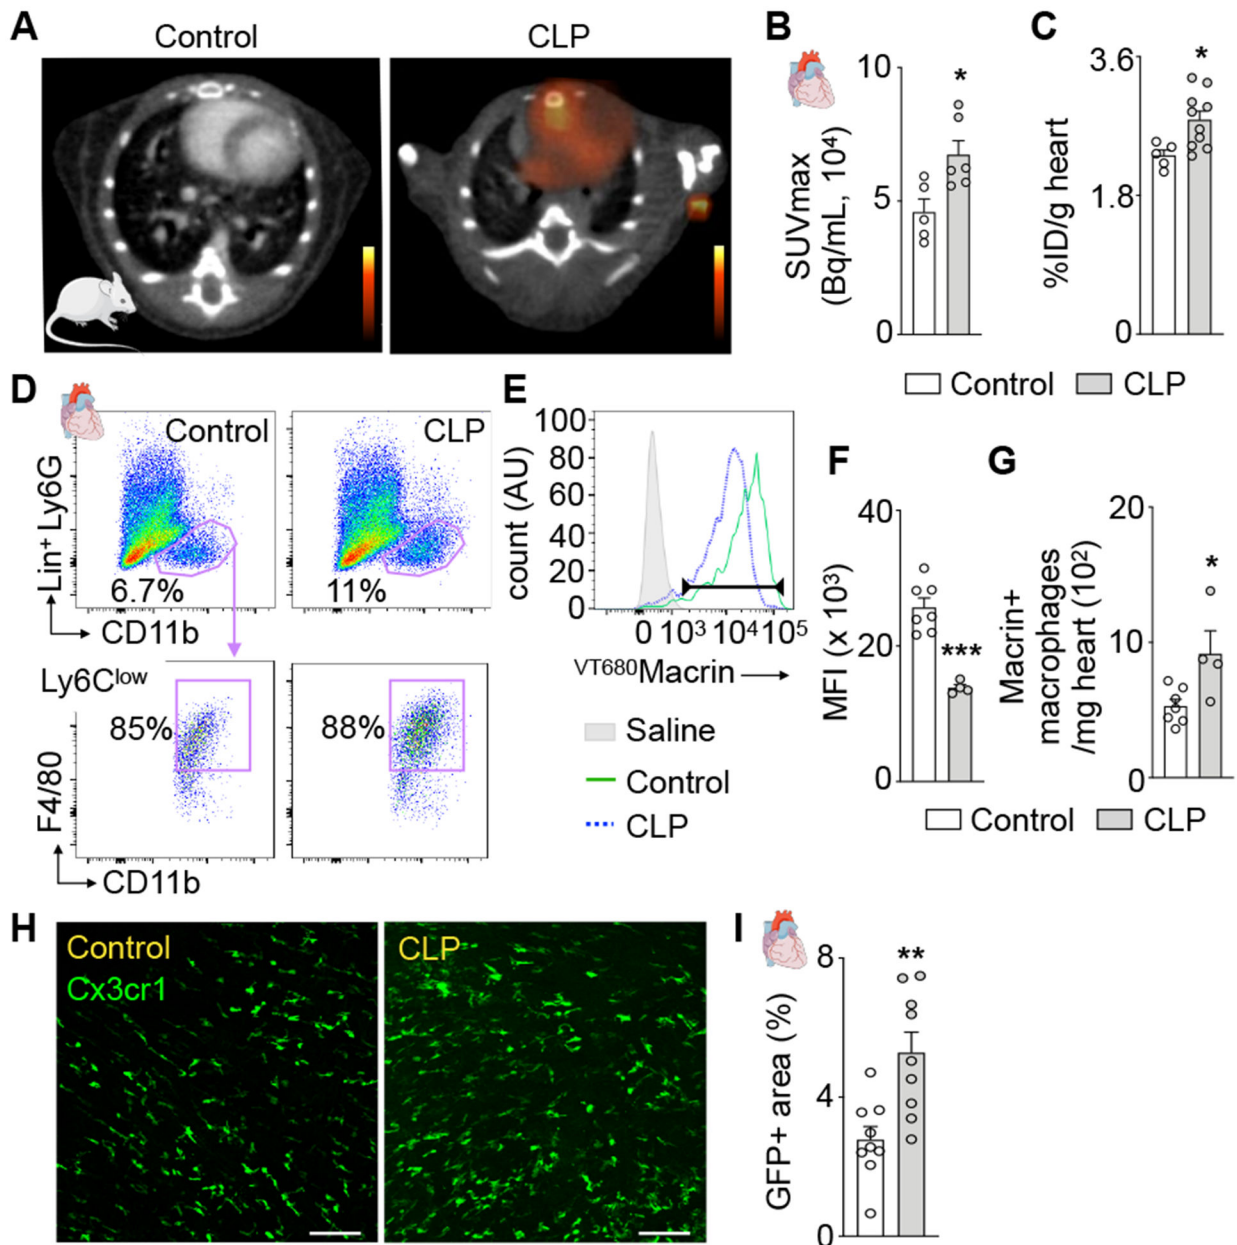 A
Control
CLP
B
10
5
0
SUVmax
(Bq/mL, 10⁴)
*
C
3.6
1.8
0
%ID/g heart
*
Control CLP
D
Control
CLP
Lin⁺ Ly6G
6.7%
11%
CD11b
Ly6Clow
85%
88%
F4/80
CD11b
E
100
80
60
40
20
0
count (AU)
0 10³ 10⁴ 10⁵
VT680Macrin
Saline
Control
CLP
F
40
20
0
MFI (x 10³)
***
G
20
10
0
Macrin+
macrophages
/mg heart (10²)
*
Control CLP
H
Control
Cx3cr1
CLP
I
8
4
0
GFP+ area (%)
**